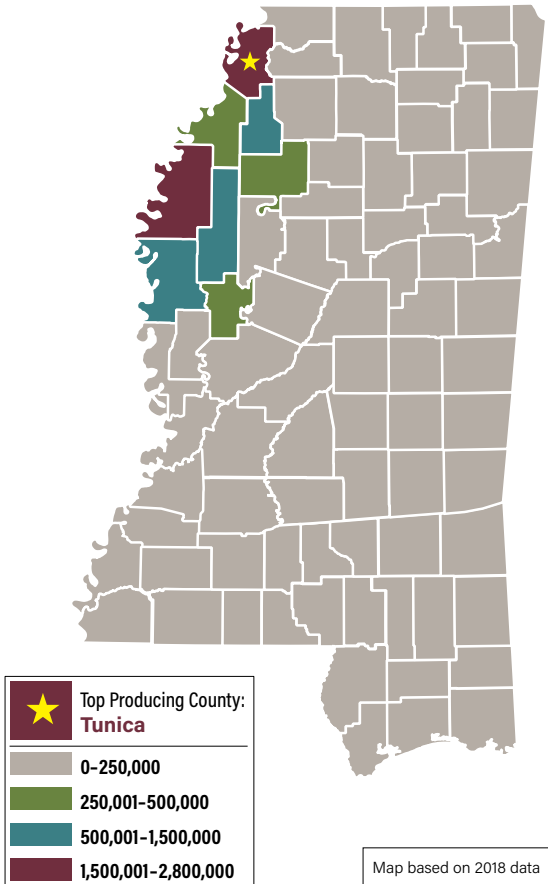 Top Producing County:
Tunica
0–250,000
250,001–500,000
500,001–1,500,000
1,500,001–2,800,000
Map based on 2018 data